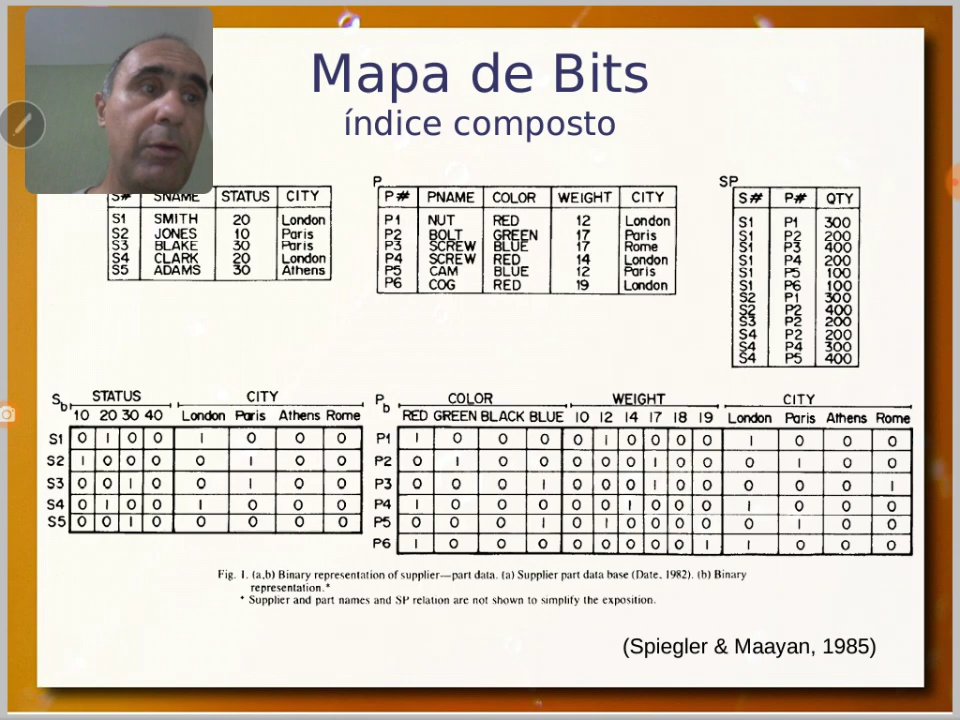 Mapa de Bits
índice composto
S# SNAME STATUS CITY
S1 SMITH 20 London
S2 JONES 10 Paris
S3 BLAKE 30 Paris
S4 CLARK 20 London
S5 ADAMS 30 Athens
P
P# PNAME COLOR WEIGHT CITY
P1 NUT RED 12 London
P2 BOLT GREEN 17 Paris
P3 SCREW BLUE 17 Rome
P4 SCREW RED 14 London
P5 CAM BLUE 12 Paris
P6 COG RED 19 London
SP
S# P# QTY
S1 P1 300
S1 P2 200
S1 P3 400
S1 P4 200
S1 P5 100
S1 P6 100
S2 P1 300
S2 P2 400
S3 P2 200
S4 P2 200
S4 P4 300
S4 P5 400
Sb STATUS CITY
10 20 30 40 London Paris Athens Rome
S1 0 1 0 0 1 0 0 0
S2 1 0 0 0 0 1 0 0
S3 0 0 1 0 0 1 0 0
S4 0 1 0 0 1 0 0 0
S5 0 0 1 0 0 0 0 0
Pb COLOR WEIGHT CITY
RED GREEN BLACK BLUE 10 12 14 17 18 19 London Paris Athens Rome
P1 1 0 0 0 0 1 0 0 0 0 1 0 0 0
P2 0 1 0 0 0 0 0 1 0 0 0 1 0 0
P3 0 0 0 1 0 0 0 1 0 0 0 0 0 1
P4 1 0 0 0 0 0 1 0 0 0 1 0 0 0
P5 0 0 0 1 0 1 0 0 0 0 0 1 0 0
P6 1 0 0 0 0 0 0 0 0 1 1 0 0 0
Fig. 1. (a,b) Binary representation of supplier—part data. (a) Supplier part data base (Date, 1982). (b) Binary
representation.*
* Supplier and part names and SP relation are not shown to simplify the exposition.
(Spiegler & Maayan, 1985)